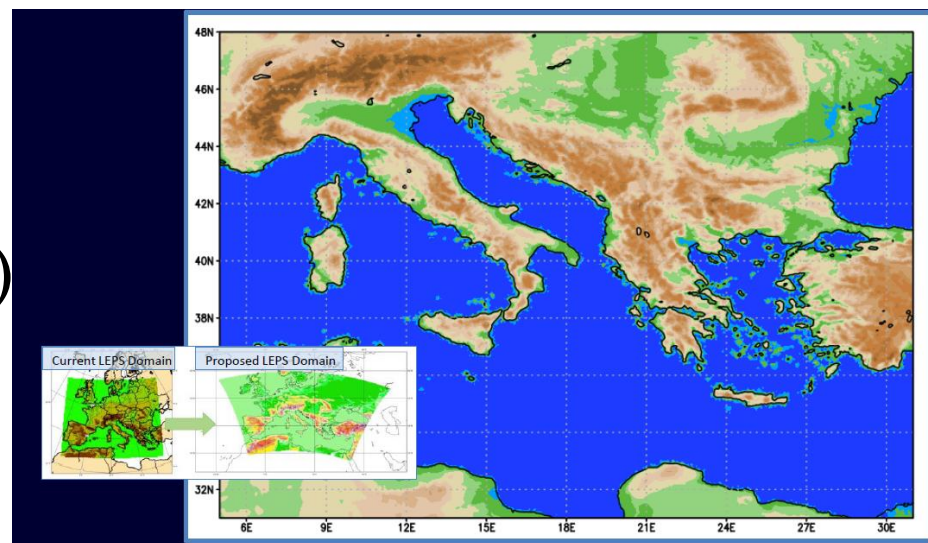 )
48N
46N
44N
42N
40N
38N
Current LEPS Domain Proposed LEPS Domain
32N
6E 9E 12E 15E 18E 21E 24E 27E 30E